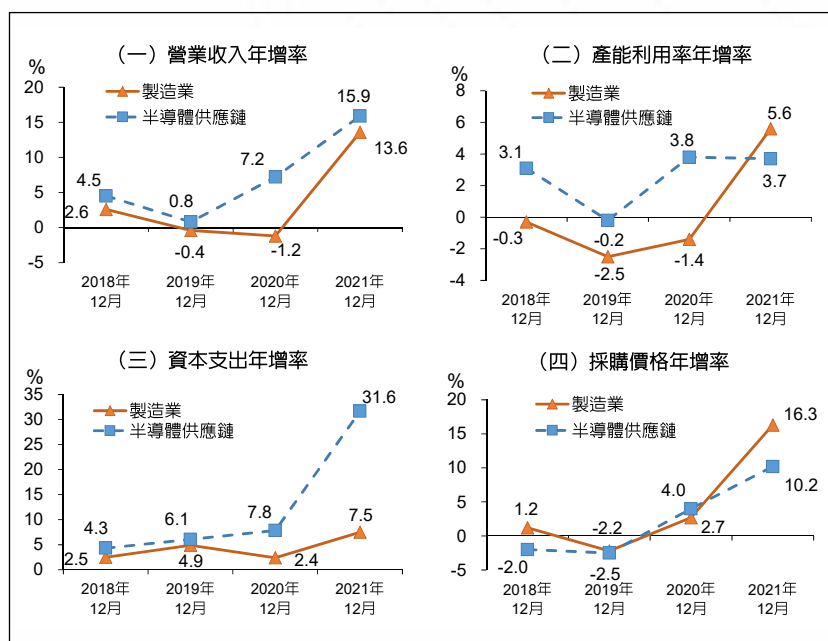 （一）營業收入年增率
%
20
15
10
5
0
-5
製造業
半導體供應鏈
4.5
2.6
0.8
-0.4
7.2
-1.2
15.9
13.6
2018年
12月
2019年
12月
2020年
12月
2021年
12月
（二）產能利用率年增率
%
8
6
4
2
0
-2
-4
製造業
半導體供應鏈
3.1
-0.3
-0.2
-2.5
3.8
-1.4
5.6
3.7
2018年
12月
2019年
12月
2020年
12月
2021年
12月
（三）資本支出年增率
%
35
30
25
20
15
10
5
0
製造業
半導體供應鏈
4.3
2.5
6.1
4.9
7.8
2.4
31.6
7.5
2018年
12月
2019年
12月
2020年
12月
2021年
12月
（四）採購價格年增率
%
20
15
10
5
0
-5
製造業
半導體供應鏈
1.2
-2.0
-2.2
-2.5
4.0
2.7
16.3
10.2
2018年
12月
2019年
12月
2020年
12月
2021年
12月